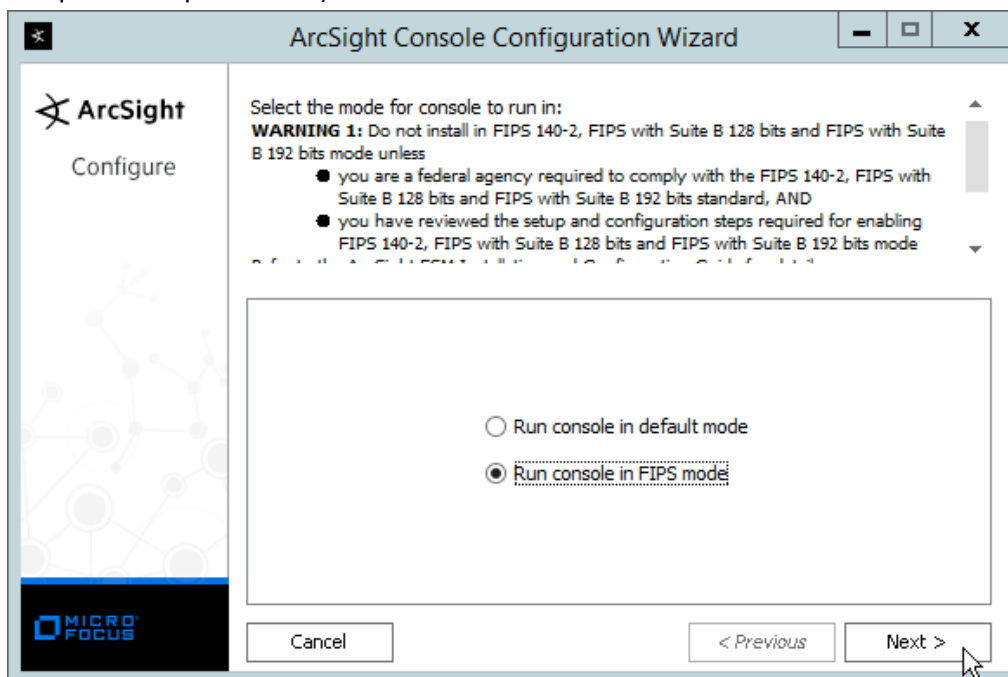 ArcSight Console Configuration Wizard
ArcSight
Configure
Select the mode for console to run in:
WARNING 1: Do not install in FIPS 140-2, FIPS with Suite B 128 bits and FIPS with Suite
B 192 bits mode unless
● you are a federal agency required to comply with the FIPS 140-2, FIPS with
Suite B 128 bits and FIPS with Suite B 192 bits standard, AND
● you have reviewed the setup and configuration steps required for enabling
FIPS 140-2, FIPS with Suite B 128 bits and FIPS with Suite B 192 bits mode
Run console in default mode
Run console in FIPS mode
MICRO
FOCUS
Cancel
< Previous
Next >